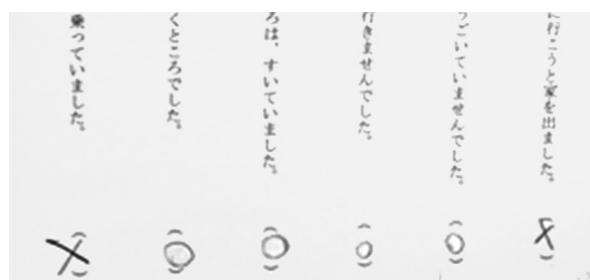 に行こうと家を出ました。(×)
うごいていませんでした。(○)
行きませんでした。(○)
ろは、すいていました。(○)
くところでした。(○)
乗っていました。(×)